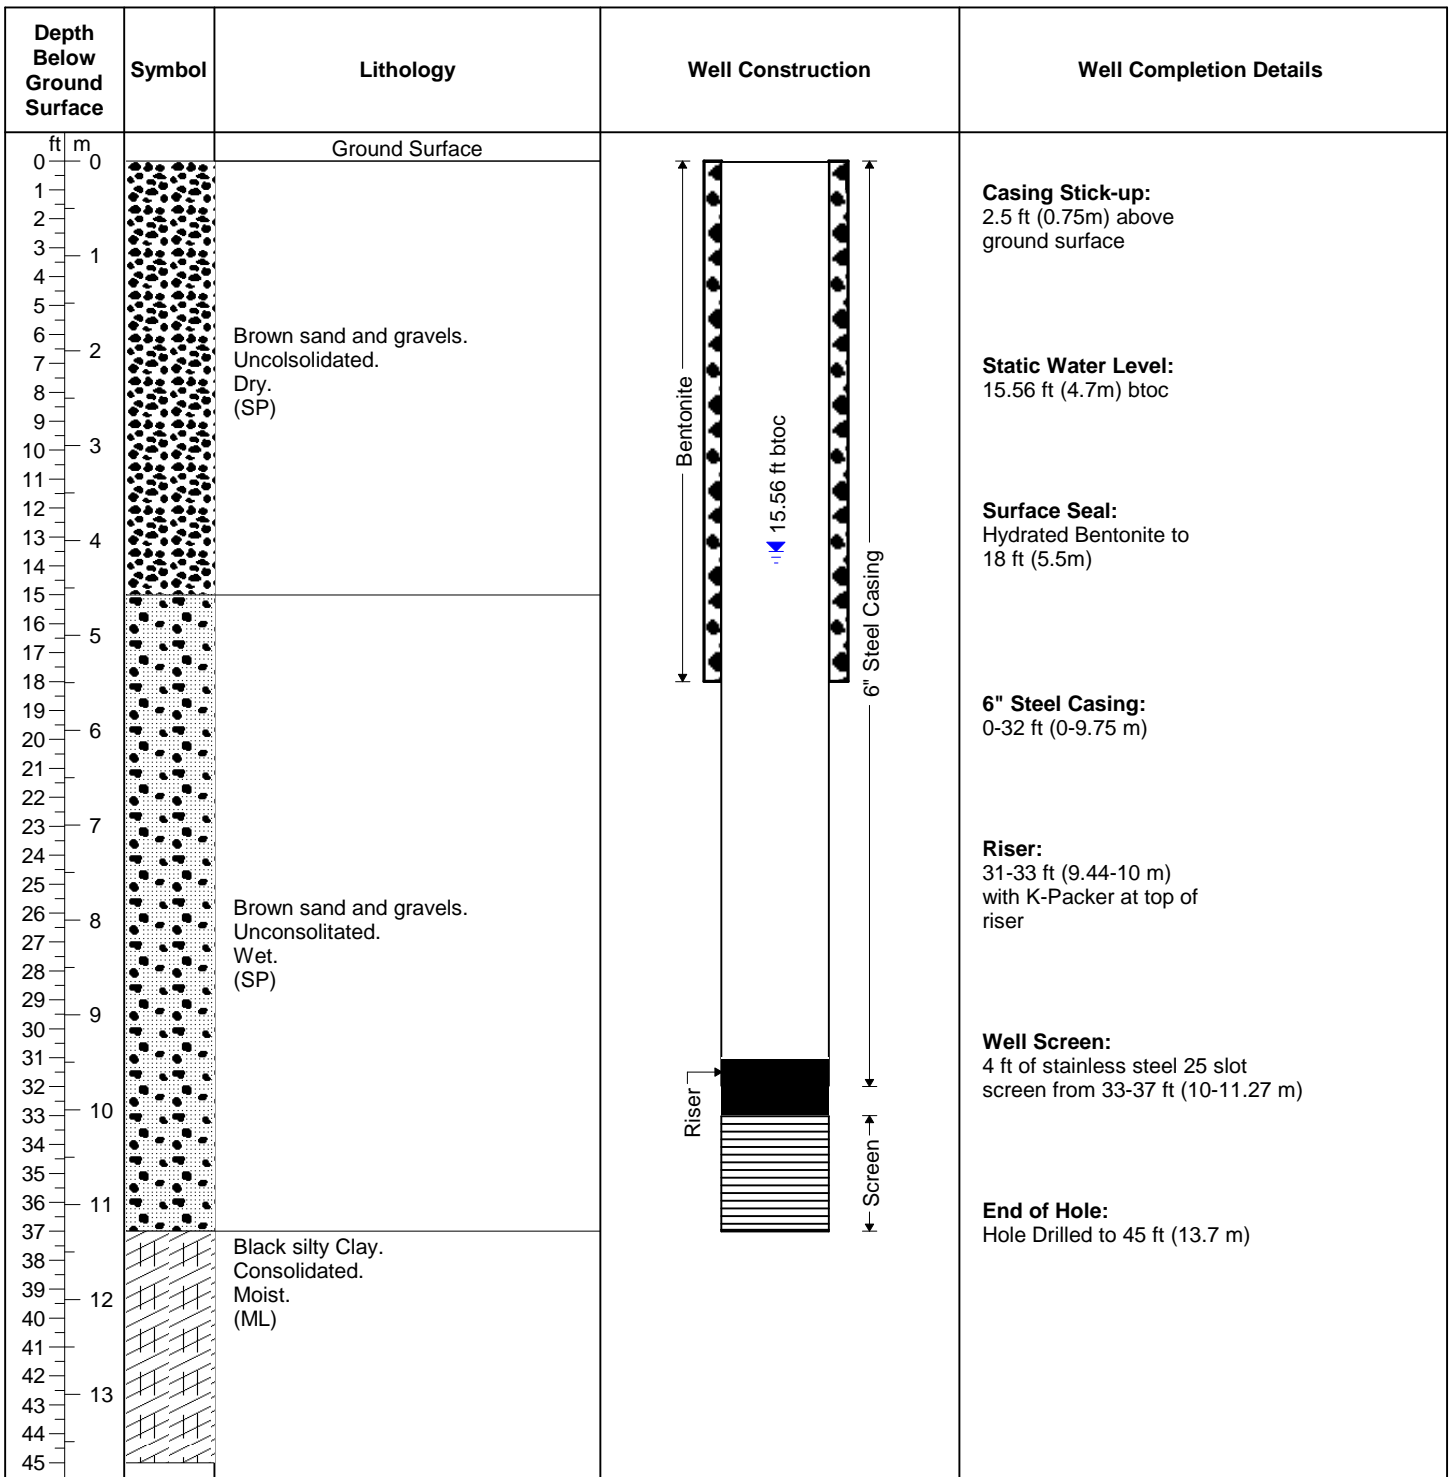 Depth
Below
Ground
Surface
Symbol
Lithology
Well Construction
Well Completion Details
ft m
0
1
2
3
4
5
6
7
8
9
10
11
12
13
14
15
16
17
18
19
20
21
22
23
24
25
26
27
28
29
30
31
32
33
34
35
36
37
38
39
40
41
42
43
44
45
0
1
2
3
4
5
6
7
8
9
10
11
12
13
Ground Surface
Brown sand and gravels.
Uncolsolidated.
Dry.
(SP)
Brown sand and gravels.
Unconsolitated.
Wet.
(SP)
Black silty Clay.
Consolidated.
Moist.
(ML)
Bentonite
15.56 ft btoc
6" Steel Casing
Riser
Screen
Casing Stick-up:
2.5 ft (0.75m) above
ground surface
Static Water Level:
15.56 ft (4.7m) btoc
Surface Seal:
Hydrated Bentonite to
18 ft (5.5m)
6" Steel Casing:
0-32 ft (0-9.75 m)
Riser:
31-33 ft (9.44-10 m)
with K-Packer at top of
riser
Well Screen:
4 ft of stainless steel 25 slot
screen from 33-37 ft (10-11.27 m)
End of Hole:
Hole Drilled to 45 ft (13.7 m)